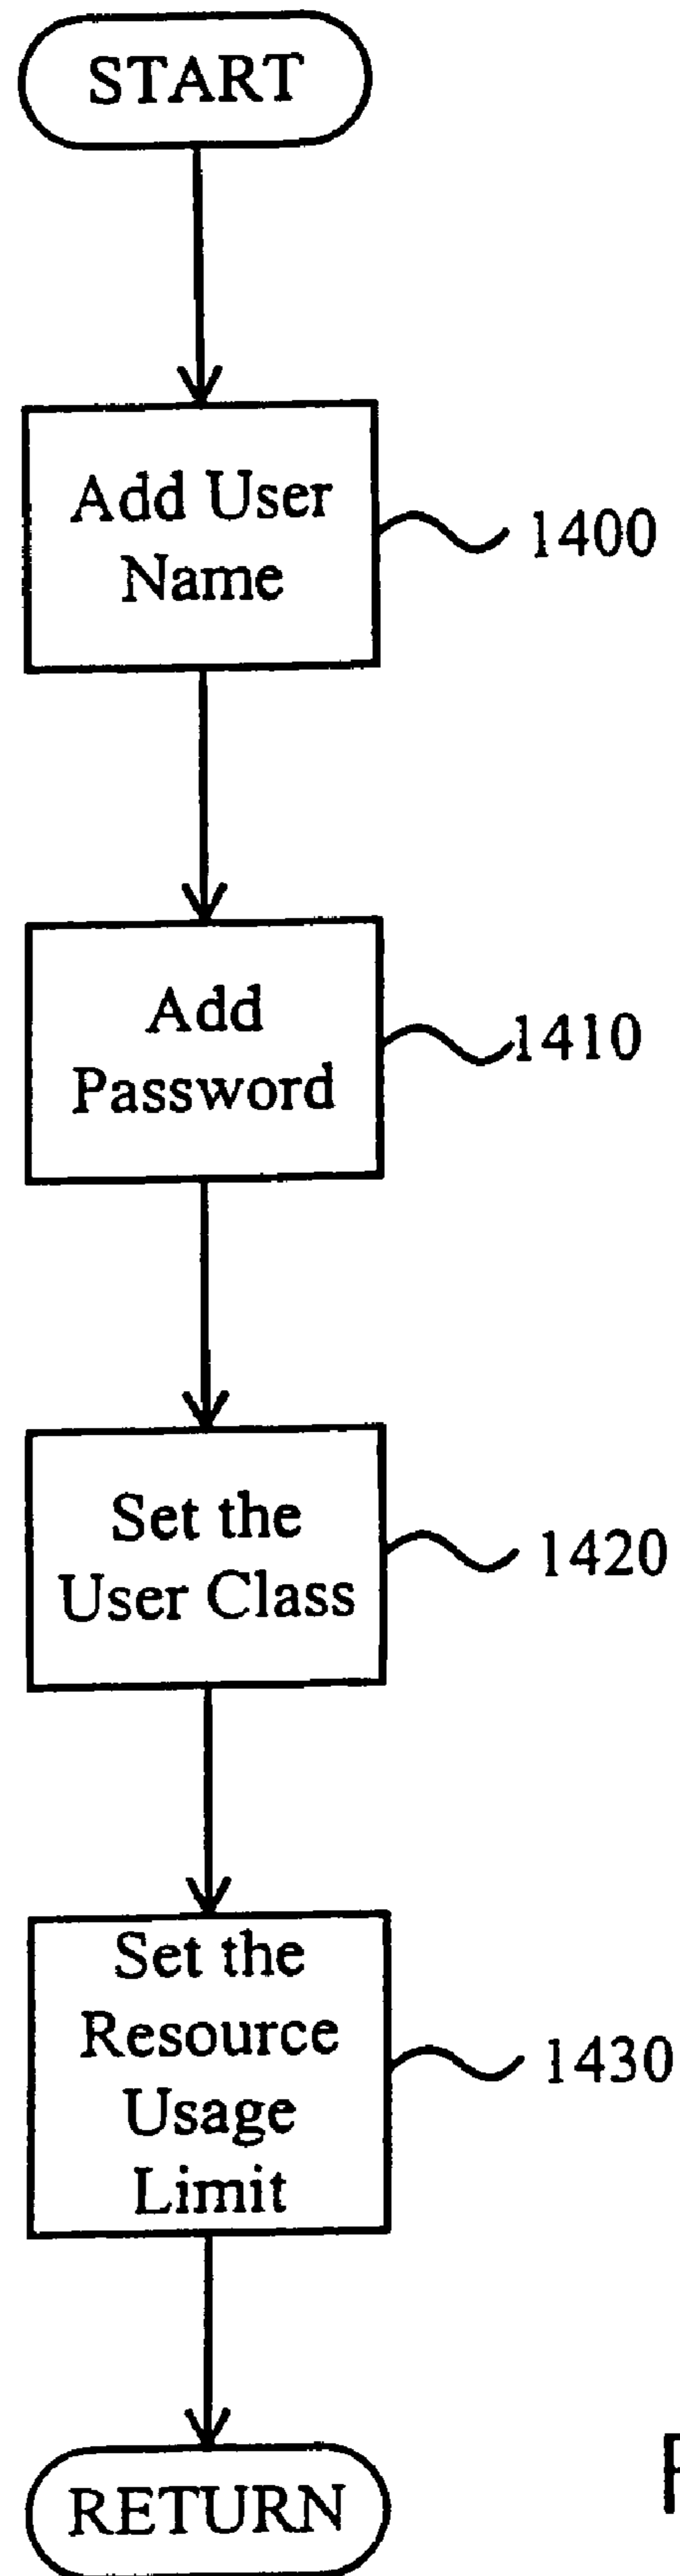 START
Add User
Name
1400
Add
Password
1410
Set the
User Class
1420
Set the
Resource
Usage
Limit
1430
RETURN